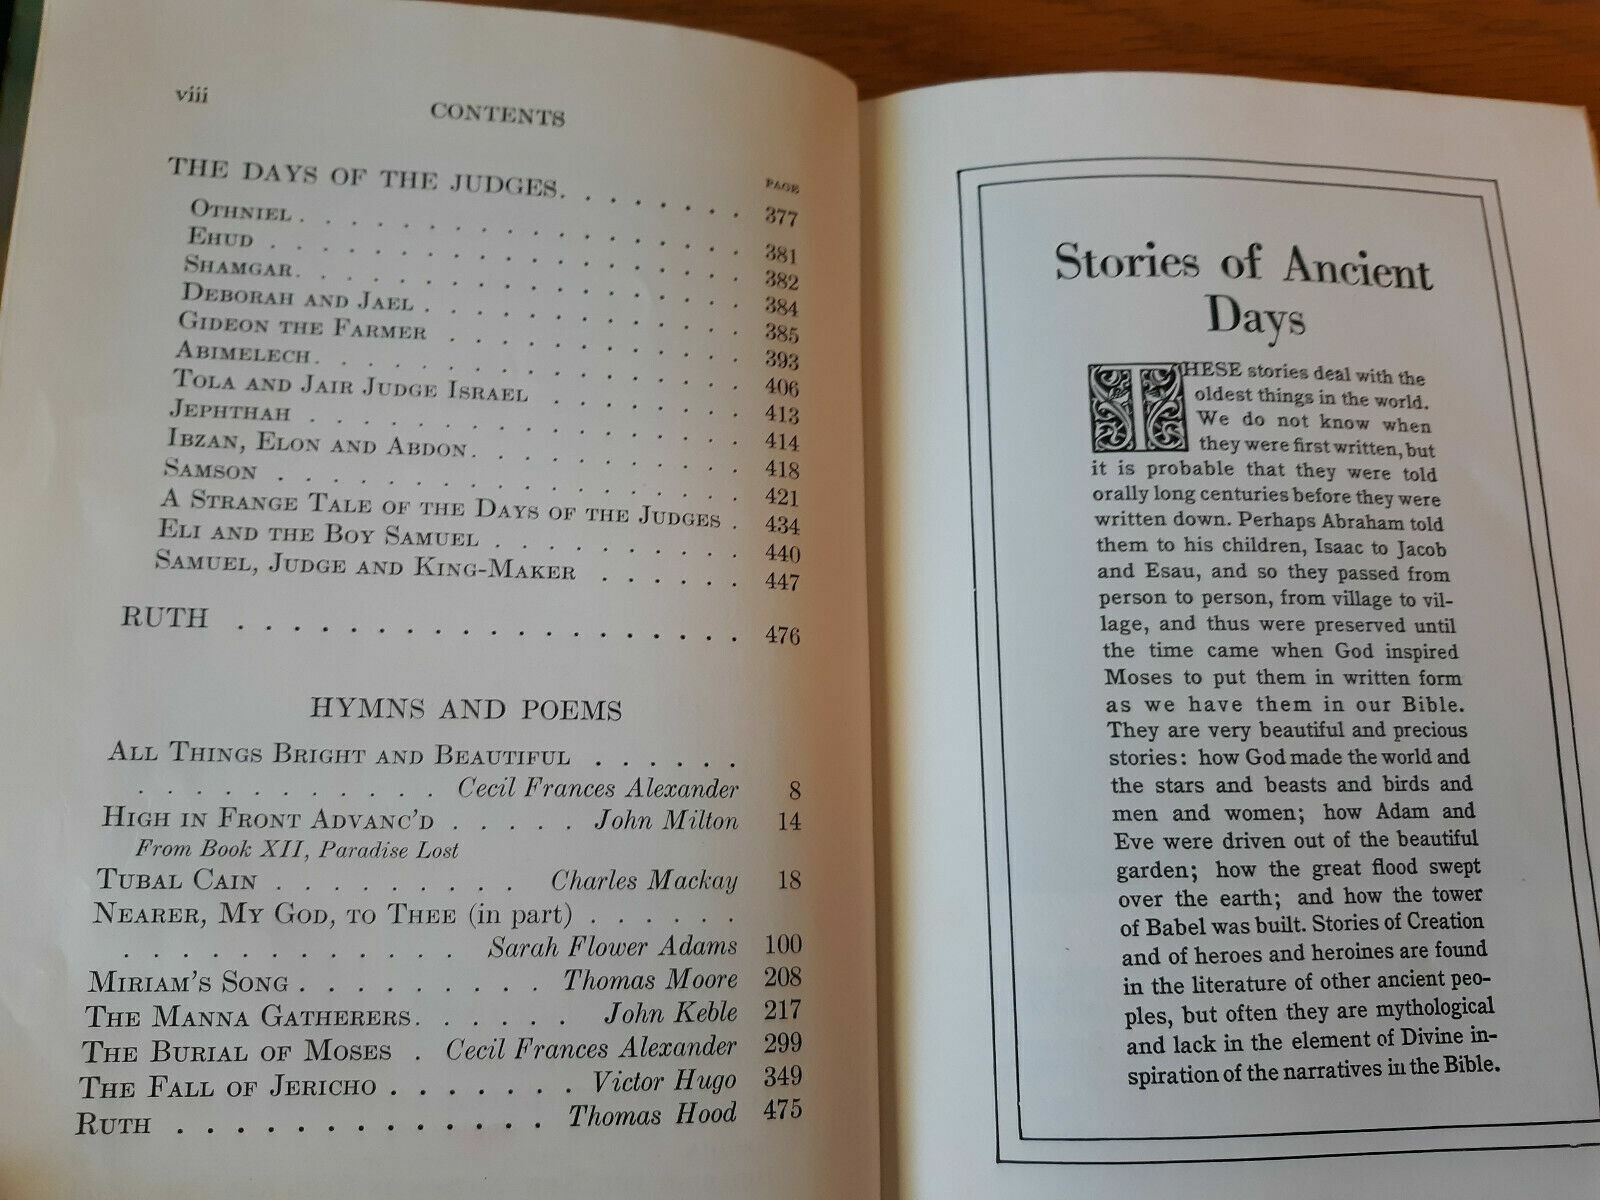 viii
CONTENTS
PAGE
THE DAYS OF THE JUDGES. . . . . . . . 377
OTHNIEL . . . . . . . . . . . . . . . . . 381
EHUD . . . . . . . . . . . . . . . . . . 382
SHAMGAR. . . . . . . . . . . . . . . . . 384
DEBORAH AND JAEL . . . . . . . . . . . . 385
GIDEON THE FARMER . . . . . . . . . . . 393
ABIMELECH. . . . . . . . . . . . . . . . 406
TOLA AND JAIR JUDGE ISRAEL . . . . . . . 413
JEPHTHAH . . . . . . . . . . . . . . . . 414
IBZAN, ELON AND ABDON. . . . . . . . . . 418
SAMSON . . . . . . . . . . . . . . . . . 421
A STRANGE TALE OF THE DAYS OF THE JUDGES . 434
ELI AND THE BOY SAMUEL . . . . . . . . . 440
SAMUEL, JUDGE AND KING-MAKER . . . . . . 447
RUTH . . . . . . . . . . . . . . . . . . 476
HYMNS AND POEMS
ALL THINGS BRIGHT AND BEAUTIFUL . . . . . .
. . . . . . . . . . . Cecil Frances Alexander 8
HIGH IN FRONT ADVANC'D . . . . . John Milton 14
From Book XII, Paradise Lost
TUBAL CAIN . . . . . . . . . Charles Mackay 18
NEARER, MY GOD, TO THEE (in part) . . . . . .
. . . . . . . . . . . . Sarah Flower Adams 100
MIRIAM'S SONG . . . . . . . . . Thomas Moore 208
THE MANNA GATHERERS. . . . . . John Keble 217
THE BURIAL OF MOSES . Cecil Frances Alexander 299
THE FALL OF JERICHO . . . . . . . Victor Hugo 349
RUTH . . . . . . . . . . . . . Thomas Hood 475
Stories of Ancient
Days
THESE stories deal with the
oldest things in the world.
We do not know when
they were first written, but
it is probable that they were told
orally long centuries before they were
written down. Perhaps Abraham told
them to his children, Isaac to Jacob
and Esau, and so they passed from
person to person, from village to vil-
lage, and thus were preserved until
the time came when God inspired
Moses to put them in written form
as we have them in our Bible.
They are very beautiful and precious
stories: how God made the world and
the stars and beasts and birds and
men and women; how Adam and
Eve were driven out of the beautiful
garden; how the great flood swept
over the earth; and how the tower
of Babel was built. Stories of Creation
and of heroes and heroines are found
in the literature of other ancient peo-
ples, but often they are mythological
and lack in the element of Divine in-
spiration of the narratives in the Bible.